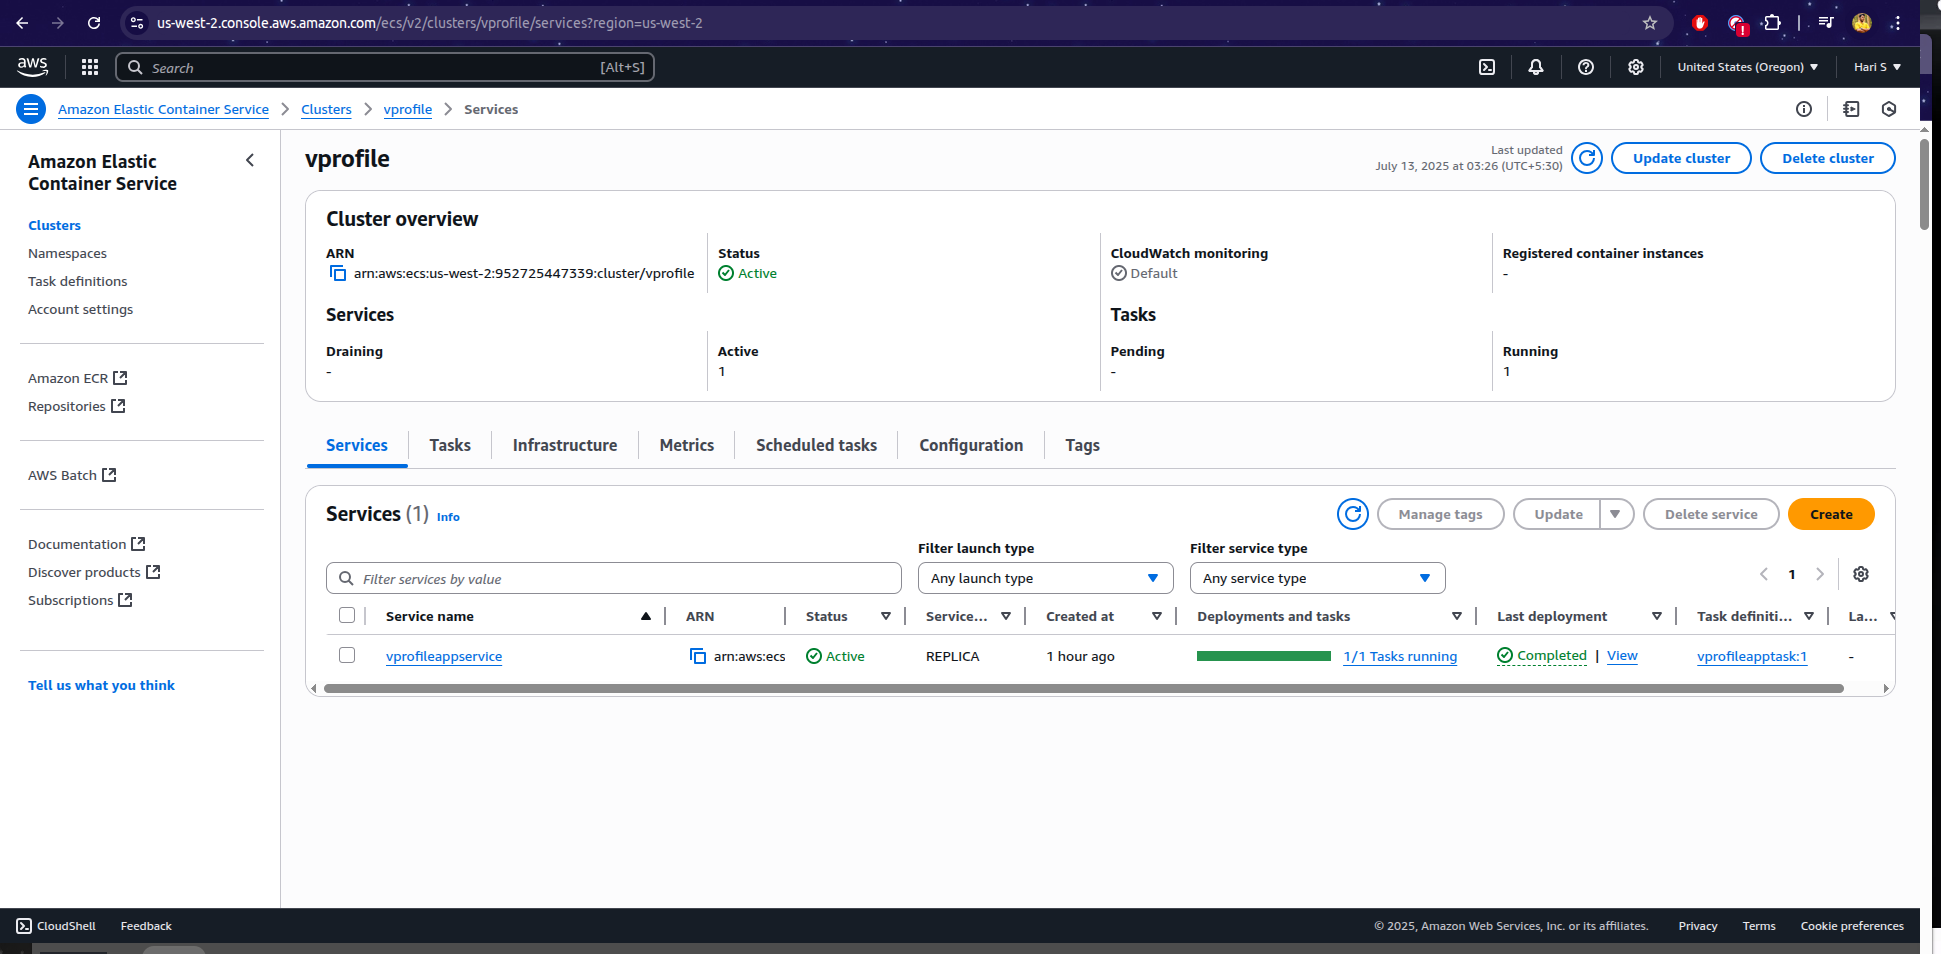 us-west-2.console.aws.amazon.com/ecs/v2/clusters/vprofile/services?region=us-west-2
aws
Search [Alt+S]
United States (Oregon)
Hari S
Amazon Elastic Container Service > Clusters > vprofile > Services
Amazon Elastic
Container Service
Clusters
Namespaces
Task definitions
Account settings
Amazon ECR
Repositories
AWS Batch
Documentation
Discover products
Subscriptions
Tell us what you think
vprofile
Last updated
July 13, 2025 at 03:26 (UTC+5:30)
Update cluster
Delete cluster
Cluster overview
ARN
arn:aws:ecs:us-west-2:952725447339:cluster/vprofile
Status
Active
CloudWatch monitoring
Default
Registered container instances
-
Services
Tasks
Draining
-
Active
1
Pending
-
Running
1
Services Tasks Infrastructure Metrics Scheduled tasks Configuration Tags
Services (1) Info
Manage tags
Update
Delete service
Create
Filter launch type
Filter service type
Filter services by value
Any launch type
Any service type
1
Service name ARN Status Service... Created at Deployments and tasks Last deployment Task definiti... La...
vprofileappservice arn:aws:ecs Active REPLICA 1 hour ago 1/1 Tasks running Completed | View vprofileapptask:1 -
CloudShell Feedback © 2025, Amazon Web Services, Inc. or its affiliates. Privacy Terms Cookie preferences